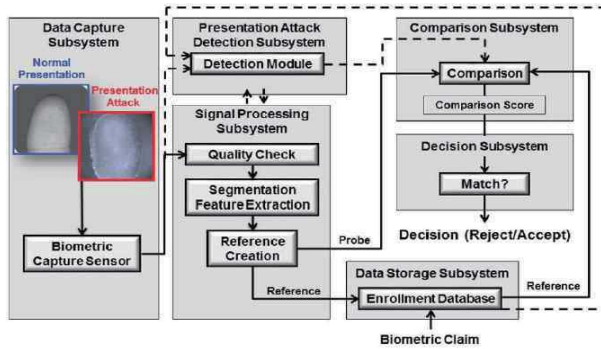 Data Capture
Subsystem
Normal
Presentation
Presentation
Attack
Biometric
Capture Sensor
Presentation Attack
Detection Subsystem
Detection Module
Signal Processing
Subsystem
Quality Check
Segmentation
Feature Extraction
Reference
Creation
Probe
Reference
Comparison Subsystem
Comparison
Comparison Score
Decision Subsystem
Match?
Decision (Reject/Accept)
Data Storage Subsystem
Enrollment Database
Reference
Biometric Claim